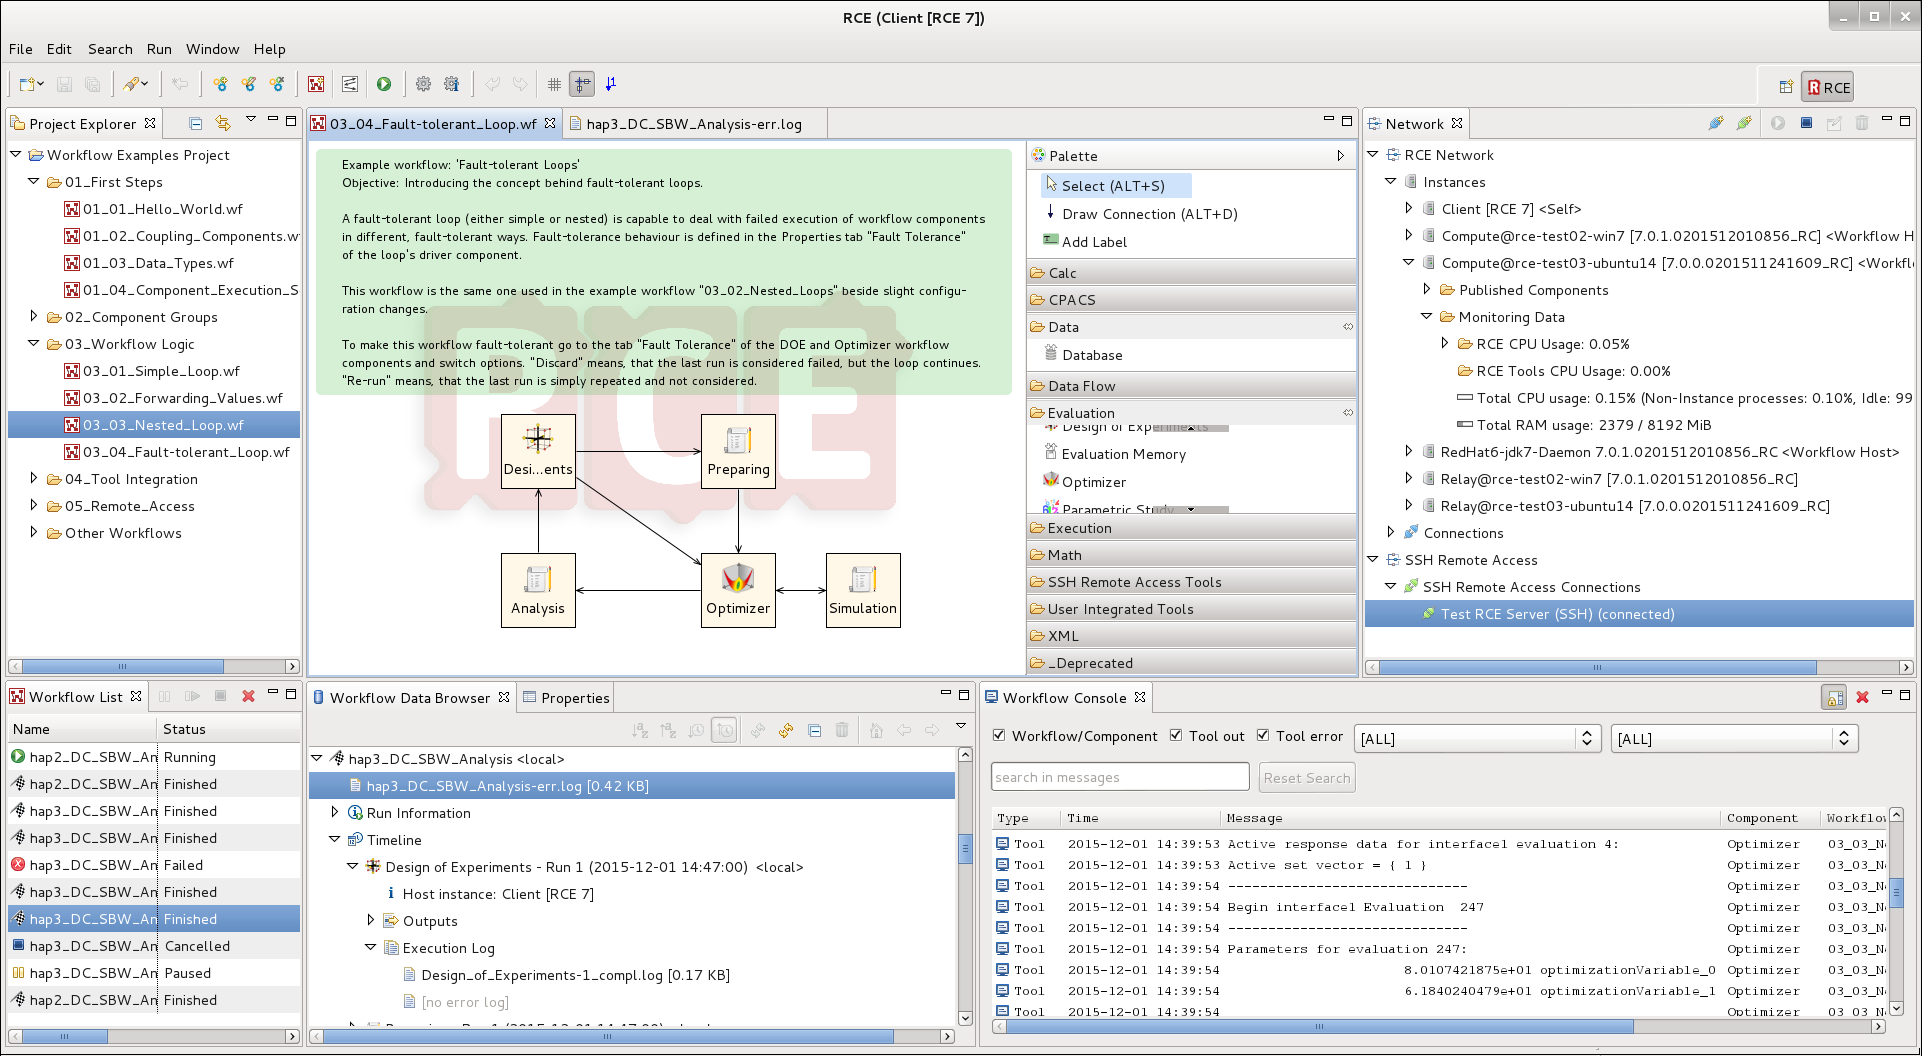 RCE (Client [RCE 7])
File Edit Search Run Window Help
RCE
Project Explorer
Workflow Examples Project
01_First Steps
01_01_Hello_World.wf
01_02_Coupling_Components.w
01_03_Data_Types.wf
01_04_Component_Execution_S
02_Component Groups
03_Workflow Logic
03_01_Simple_Loop.wf
03_02_Forwarding_Values.wf
03_03_Nested_Loop.wf
03_04_Fault-tolerant_Loop.wf
04_Tool Integration
05_Remote_Access
Other Workflows
03_04_Fault-tolerant_Loop.wf
hap3_DC_SBW_Analysis-err.log
Example workflow: 'Fault-tolerant Loops'
Objective: Introducing the concept behind fault-tolerant loops.
A fault-tolerant loop (either simple or nested) is capable to deal with failed execution of workflow components
in different, fault-tolerant ways. Fault-tolerance behaviour is defined in the Properties tab "Fault Tolerance"
of the loop's driver component.
This workflow is the same one used in the example workflow "03_02_Nested_Loops" beside slight configu-
ration changes.
To make this workflow fault-tolerant go to the tab "Fault Tolerance" of the DOE and Optimizer workflow
components and switch options. "Discard" means, that the last run is considered failed, but the loop continues.
"Re-run" means, that the last run is simply repeated and not considered.
RCE
Desi...ents
Preparing
Analysis
Optimizer
Simulation
Palette
Select (ALT+S)
Draw Connection (ALT+D)
Add Label
Calc
CPACS
Data
Database
Data Flow
Evaluation
Design of Experiments
Evaluation Memory
Optimizer
Parametric Study
Execution
Math
SSH Remote Access Tools
User Integrated Tools
XML
_Deprecated
Network
RCE Network
Instances
Client [RCE 7] <Self>
Compute@rce-test02-win7 [7.0.1.0201512010856_RC] <Workflow H
Compute@rce-test03-ubuntu14 [7.0.0.0201511241609_RC] <Workfl
Published Components
Monitoring Data
RCE CPU Usage: 0.05%
RCE Tools CPU Usage: 0.00%
Total CPU usage: 0.15% (Non-Instance processes: 0.10%, Idle: 99
Total RAM usage: 2379 / 8192 MiB
RedHat6-jdk7-Daemon 7.0.1.0201512010856_RC <Workflow Host>
Relay@rce-test02-win7 [7.0.1.0201512010856_RC]
Relay@rce-test03-ubuntu14 [7.0.0.0201511241609_RC]
Connections
SSH Remote Access
SSH Remote Access Connections
Test RCE Server (SSH) (connected)
Workflow List
Name Status
hap2_DC_SBW_An Running
hap2_DC_SBW_An Finished
hap3_DC_SBW_An Finished
hap3_DC_SBW_An Finished
hap3_DC_SBW_An Failed
hap3_DC_SBW_An Finished
hap3_DC_SBW_An Finished
hap3_DC_SBW_An Cancelled
hap3_DC_SBW_An Paused
hap2_DC_SBW_An Finished
Workflow Data Browser
Properties
hap3_DC_SBW_Analysis <local>
hap3_DC_SBW_Analysis-err.log [0.42 KB]
Run Information
Timeline
Design of Experiments - Run 1 (2015-12-01 14:47:00) <local>
Host instance: Client [RCE 7]
Outputs
Execution Log
Design_of_Experiments-1_compl.log [0.17 KB]
[no error log]
Workflow Console
Workflow/Component Tool out Tool error [ALL] [ALL]
search in messages Reset Search
Type Time Message Component Workflow
Tool 2015-12-01 14:39:53 Active response data for interface1 evaluation 4: Optimizer 03_03_Ne
Tool 2015-12-01 14:39:53 Active set vector = { 1 } Optimizer 03_03_Ne
Tool 2015-12-01 14:39:54 ------------------------------ Optimizer 03_03_Ne
Tool 2015-12-01 14:39:54 Begin interface1 Evaluation 247 Optimizer 03_03_Ne
Tool 2015-12-01 14:39:54 ------------------------------ Optimizer 03_03_Ne
Tool 2015-12-01 14:39:54 Parameters for evaluation 247: Optimizer 03_03_Ne
Tool 2015-12-01 14:39:54 8.0107421875e+01 optimizationVariable_0 Optimizer 03_03_Ne
Tool 2015-12-01 14:39:54 6.1840240479e+01 optimizationVariable_1 Optimizer 03_03_Ne
Tool 2015-12-01 14:39:54 Optimizer 03_03_Ne